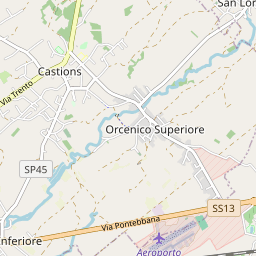 San Lor
Castions
Via Trento
Orcenico Superiore
SP45
SS13
Via Pontebbana
nferiore
Aeroporto